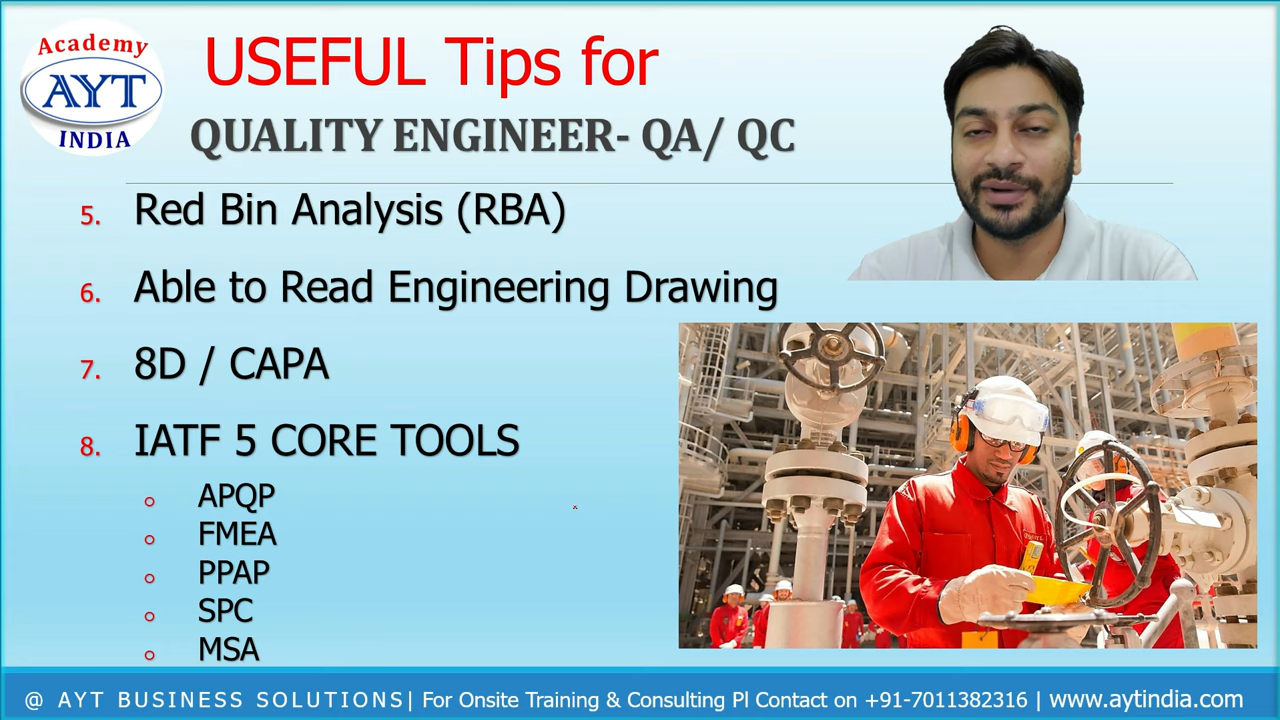 Academy
AYT
INDIA
USEFUL Tips for
QUALITY ENGINEER- QA/ QC
5. Red Bin Analysis (RBA)
6. Able to Read Engineering Drawing
7. 8D / CAPA
8. IATF 5 CORE TOOLS
APQP
FMEA
PPAP
SPC
MSA
@ AYT BUSINESS SOLUTIONS| For Onsite Training & Consulting Pl Contact on +91-7011382316 | www.aytindia.com